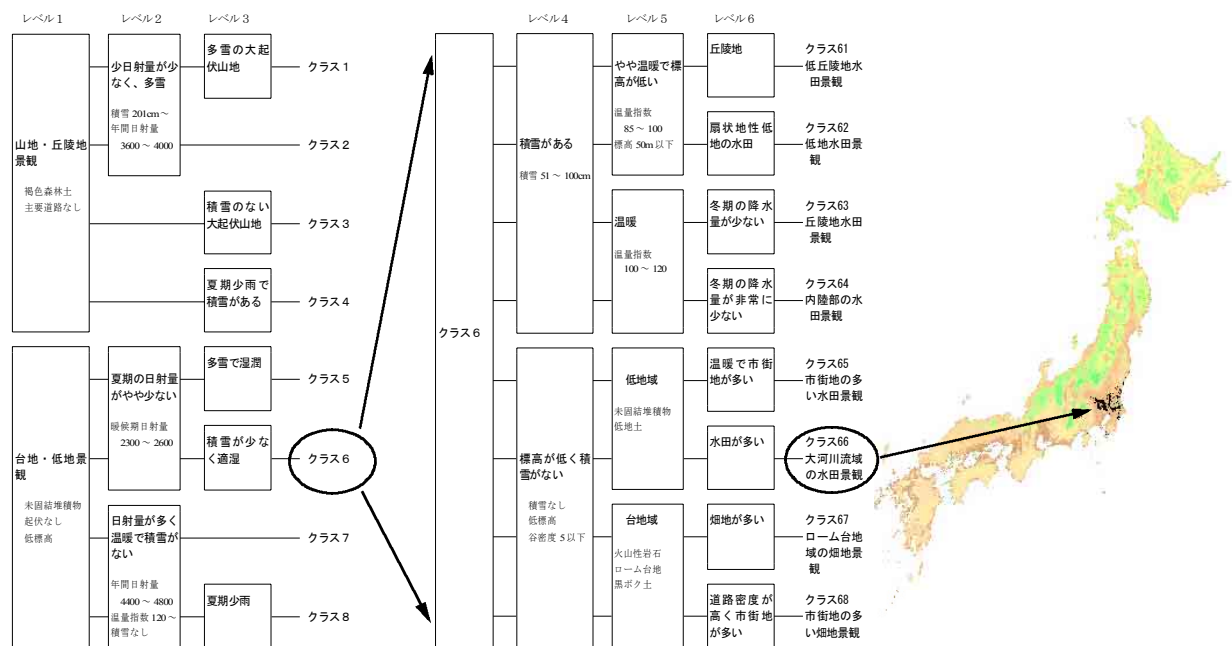 レベル1
レベル2
レベル3
レベル4
レベル5
レベル6
山地・丘陵地
景観
褐色森林土
主要道路なし
少日射量が少
なく、多雪
積雪 201cm～
年間日射量
3600 ～ 4000
多雪の大起
伏山地
クラス1
クラス2
積雪のない
大起伏山地
クラス3
夏期少雨で
積雪がある
クラス4
台地・低地景
観
未固結堆積物
起伏なし
低標高
夏期の日射量
がやや少ない
暖候期日射量
2300 ～ 2600
多雪で湿潤
クラス5
積雪が少な
く適湿
クラス6
日射量が多く
温暖で積雪が
ない
年間日射量
4400 ～ 4800
温量指数 120 ～
積雪なし
クラス7
夏期少雨
クラス8
クラス6
積雪がある
積雪 51 ～ 100cm
やや温暖で標
高が低い
温量指数
85 ～ 100
標高 50m 以下
丘陵地
クラス61
低丘陵地水
田景観
扇状地性低
地の水田
クラス62
低地水田景
観
温暖
温量指数
100 ～ 120
冬期の降水
量が少ない
クラス63
丘陵地水田
景観
冬期の降水
量が非常に
少ない
クラス64
内陸部の水
田景観
標高が低く積
雪がない
積雪なし
低標高
谷密度 5 以下
低地域
未固結堆積物
低地土
温暖で市街
地が多い
クラス65
市街地の多
い水田景観
水田が多い
クラス66
大河川流域
の水田景観
台地域
火山性岩石
ローム台地
黒ボク土
畑地が多い
クラス67
ローム台地
域の畑地景
観
道路密度が
高く市街地
が多い
クラス68
市街地の多
い畑地景観